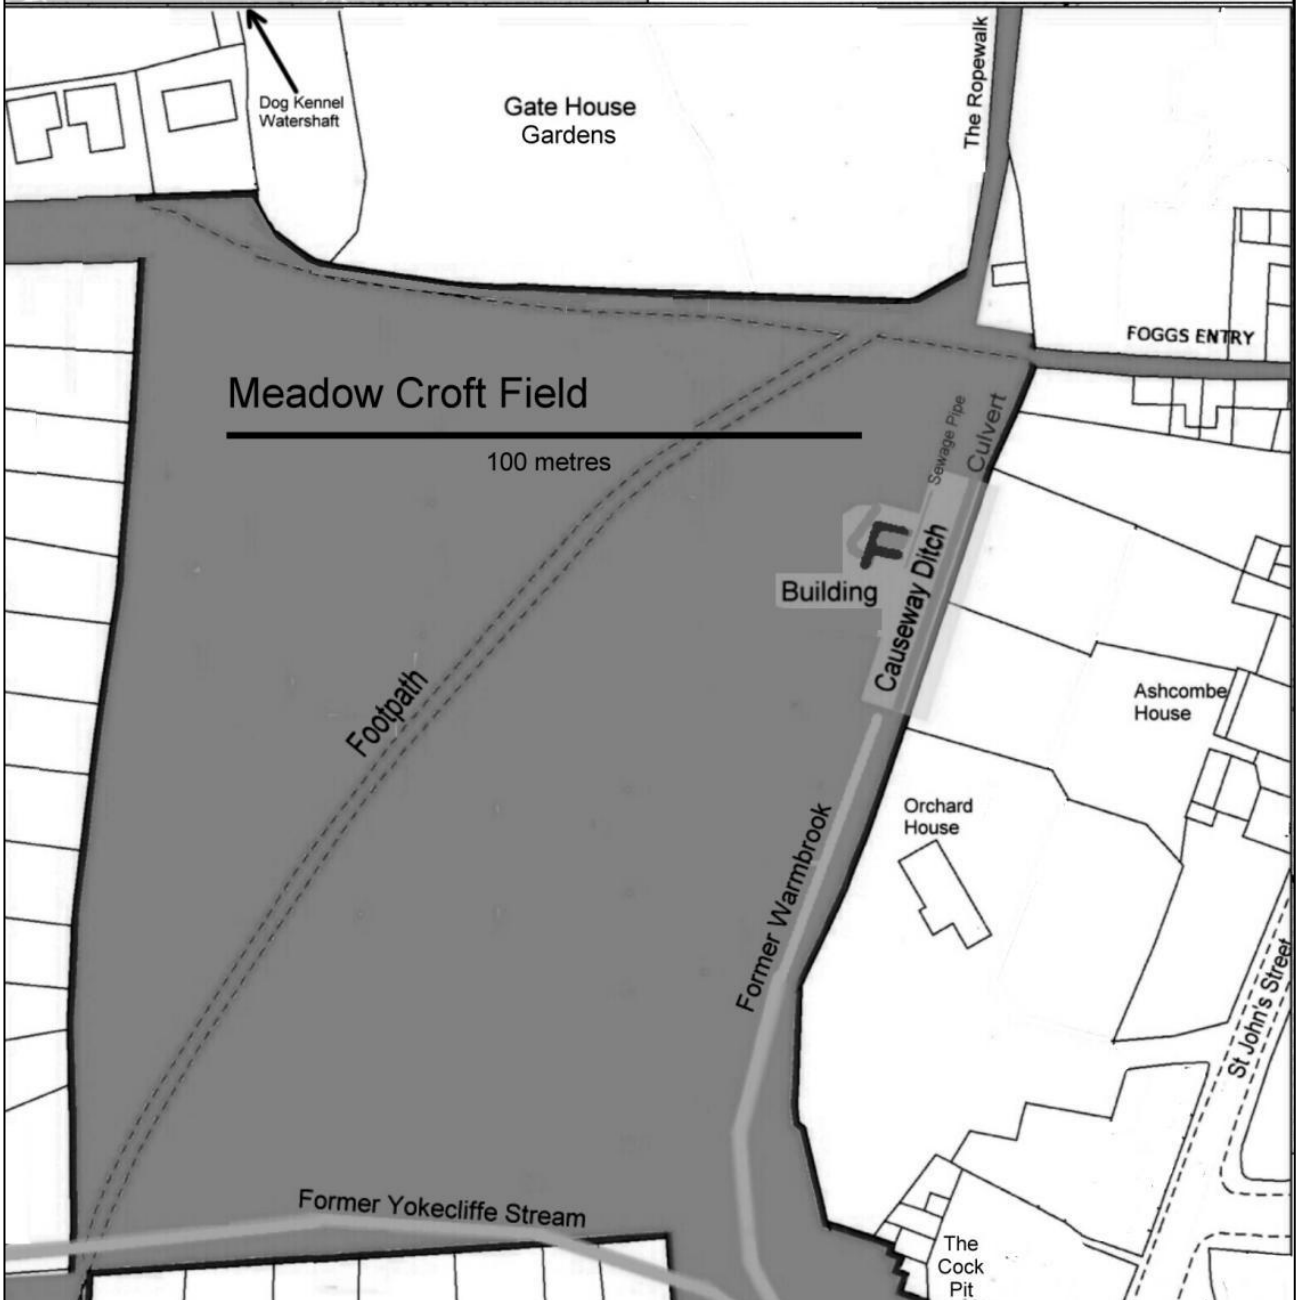 The Ropewalk
Dog Kennel
Watershaft
Gate House
Gardens
FOGGS ENTRY
Meadow Croft Field
100 metres
Sewage Pipe
Culvert
Building
Causeway Ditch
Footpath
Ashcombe
House
Orchard
House
Former Warmbrook
St John's Street
Former Yokecliffe Stream
The
Cock
Pit